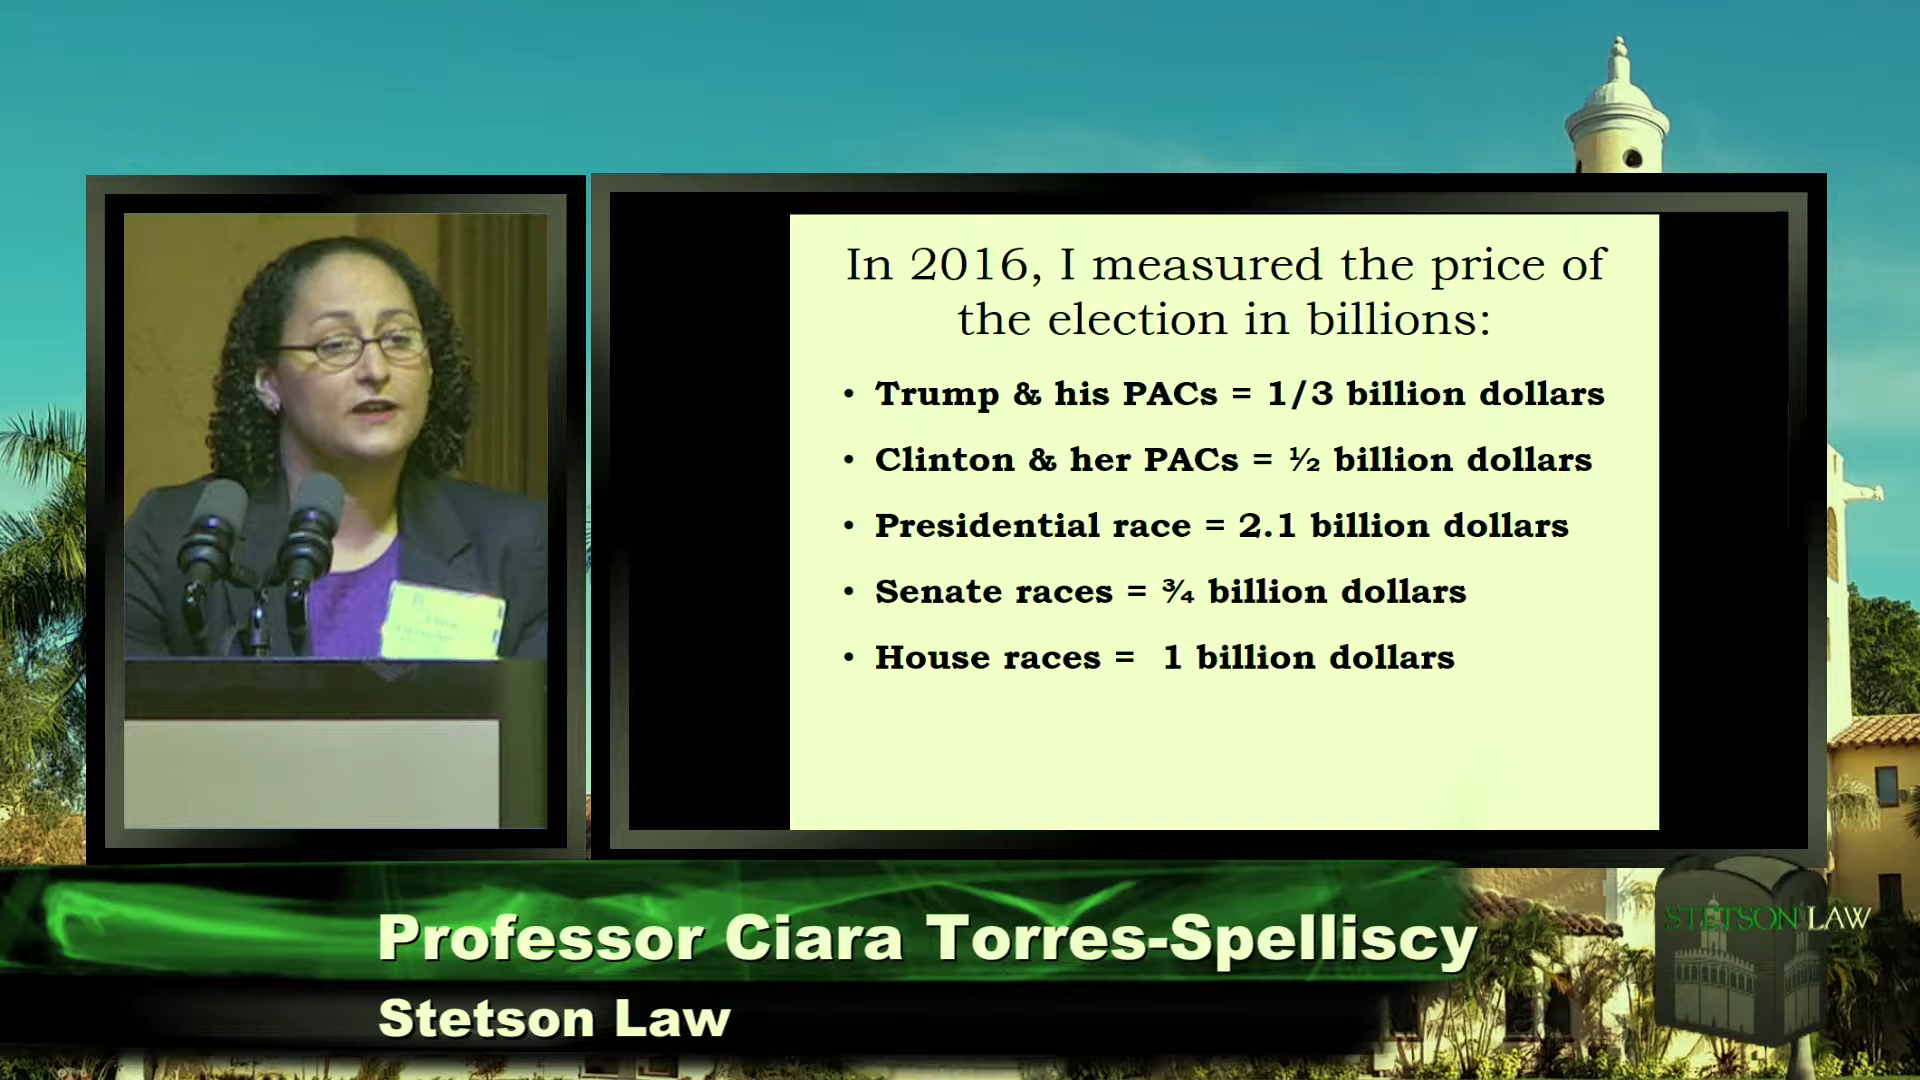 In 2016, I measured the price of
the election in billions:
• Trump & his PACs = 1/3 billion dollars
• Clinton & her PACs = ½ billion dollars
• Presidential race = 2.1 billion dollars
• Senate races = ¾ billion dollars
• House races = 1 billion dollars
Professor Ciara Torres-Spelliscy
Stetson Law
STETSON LAW